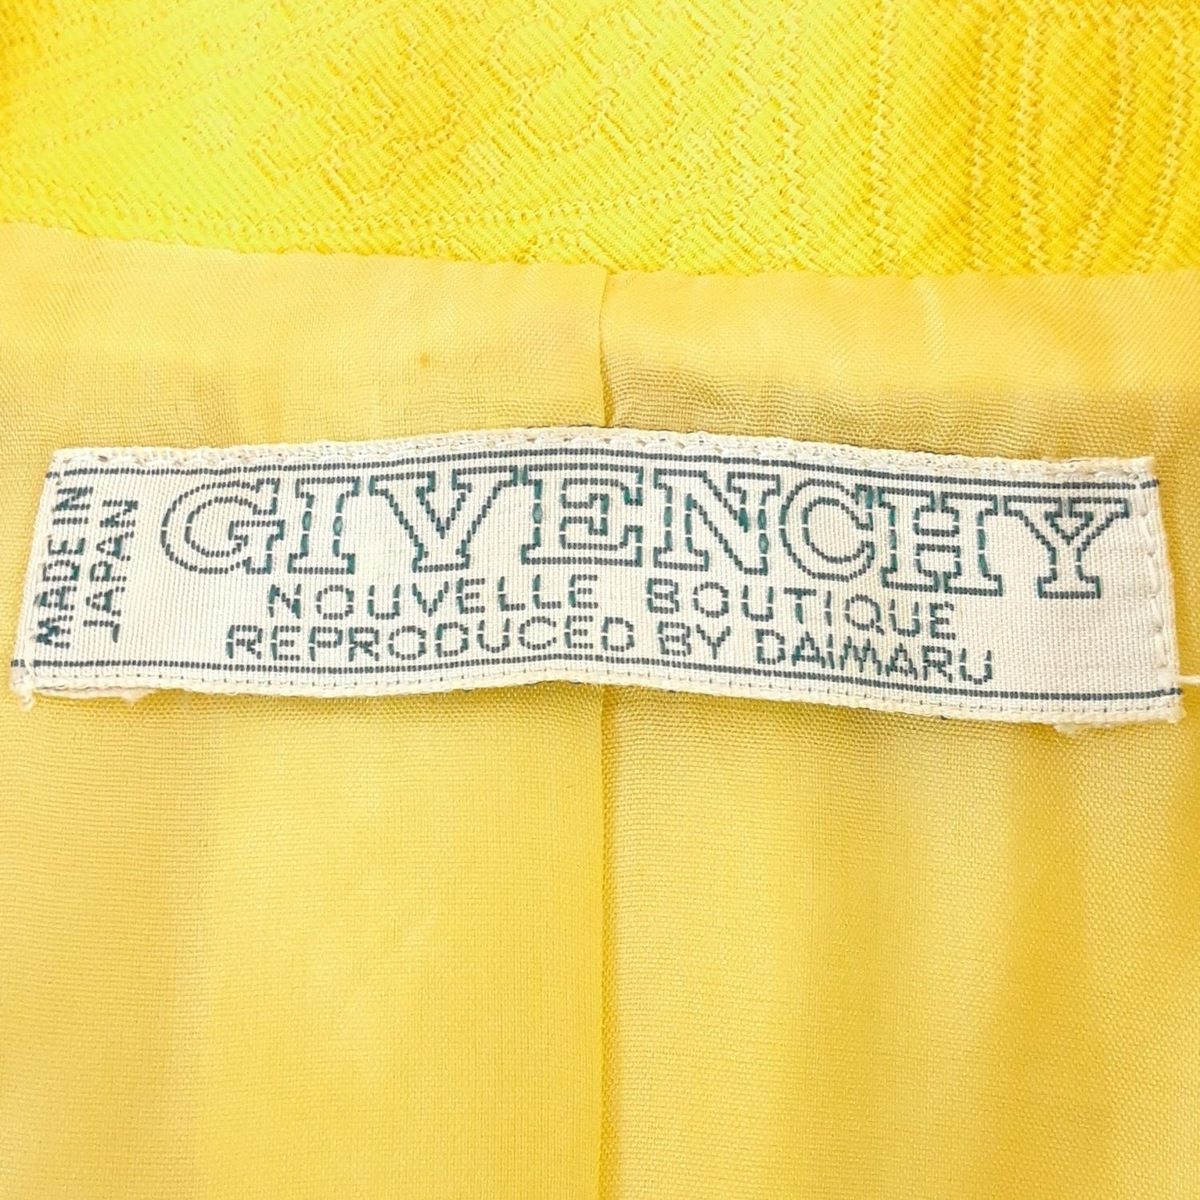 MADE IN
JAPAN
GIVENCHY
NOUVELLE BOUTIQUE
REPRODUCED BY DAIMARU